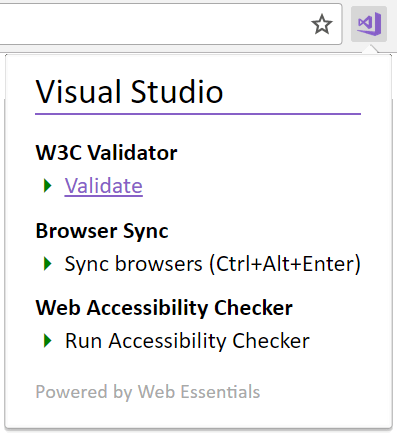 Visual Studio
W3C Validator
Validate
Browser Sync
Sync browsers (Ctrl+Alt+Enter)
Web Accessibility Checker
Run Accessibility Checker
Powered by Web Essentials